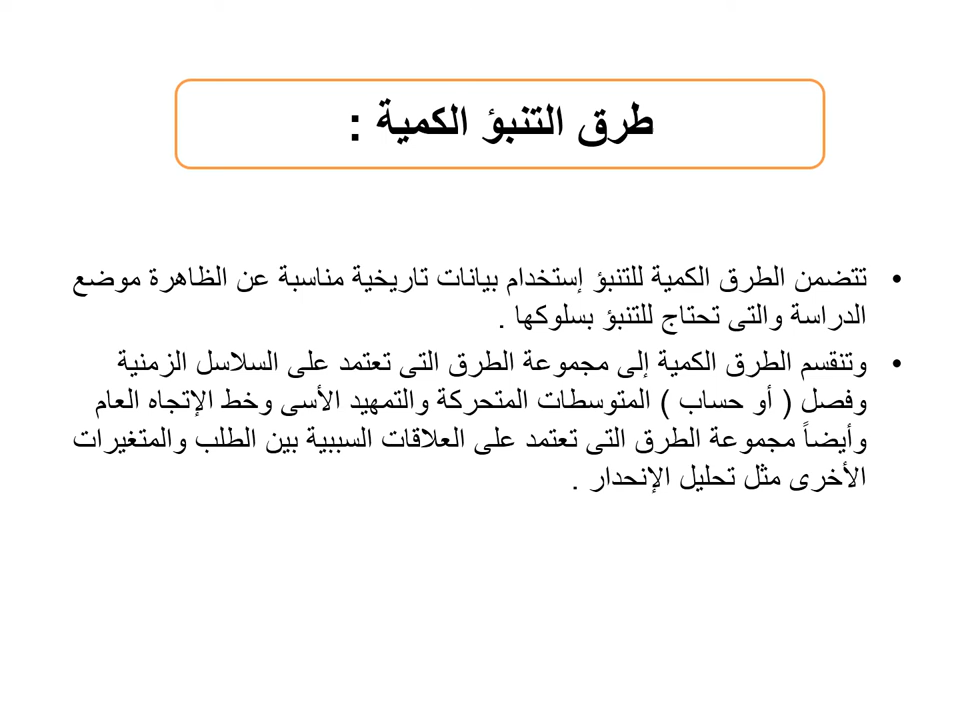 طرق التنبؤ الكمية :
• تتضمن الطرق الكمية للتنبؤ إستخدام بيانات تاريخية مناسبة عن الظاهرة موضع
الدراسة والتى تحتاج للتنبؤ بسلوكها .
• وتنقسم الطرق الكمية إلى مجموعة الطرق التى تعتمد على السلاسل الزمنية
وفصل ( أو حساب ) المتوسطات المتحركة والتمهيد الأسى وخط الإتجاه العام
وأيضاً مجموعة الطرق التى تعتمد على العلاقات السببية بين الطلب والمتغيرات
الأخرى مثل تحليل الإنحدار .